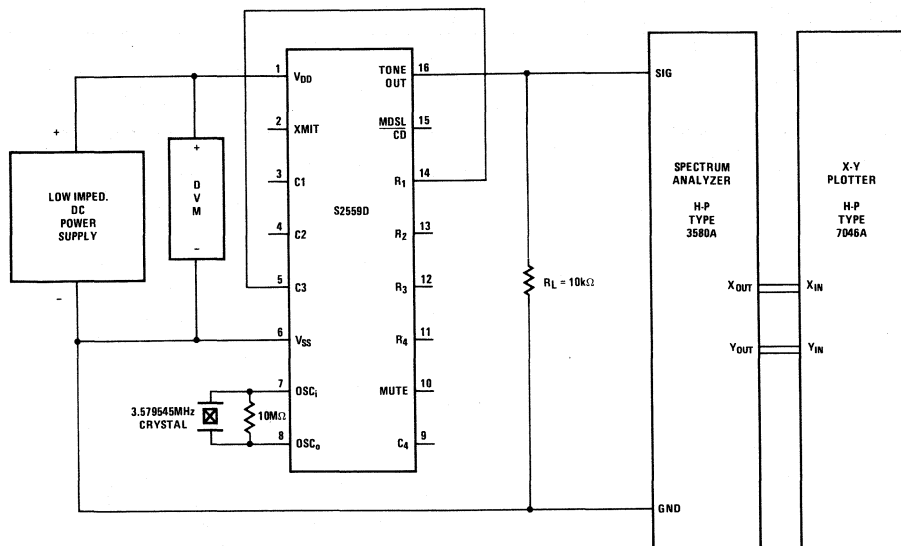 +
LOW IMPED.
DC
POWER
SUPPLY
–
+
D
V
M
–
S2559D
1 VDD
2 XMIT
3 C1
4 C2
5 C3
6 VSS
7 OSCi
8 OSCo
TONE 16
OUT
MDSL 15
CD
R1 14
R2 13
R3 12
R4 11
MUTE 10
C4 9
3.579545MHz
CRYSTAL
10MΩ
RL = 10kΩ
SIG
SPECTRUM
ANALYZER
H-P
TYPE
3580A
XOUT
YOUT
GND
X-Y
PLOTTER
H-P
TYPE
7046A
XIN
YIN